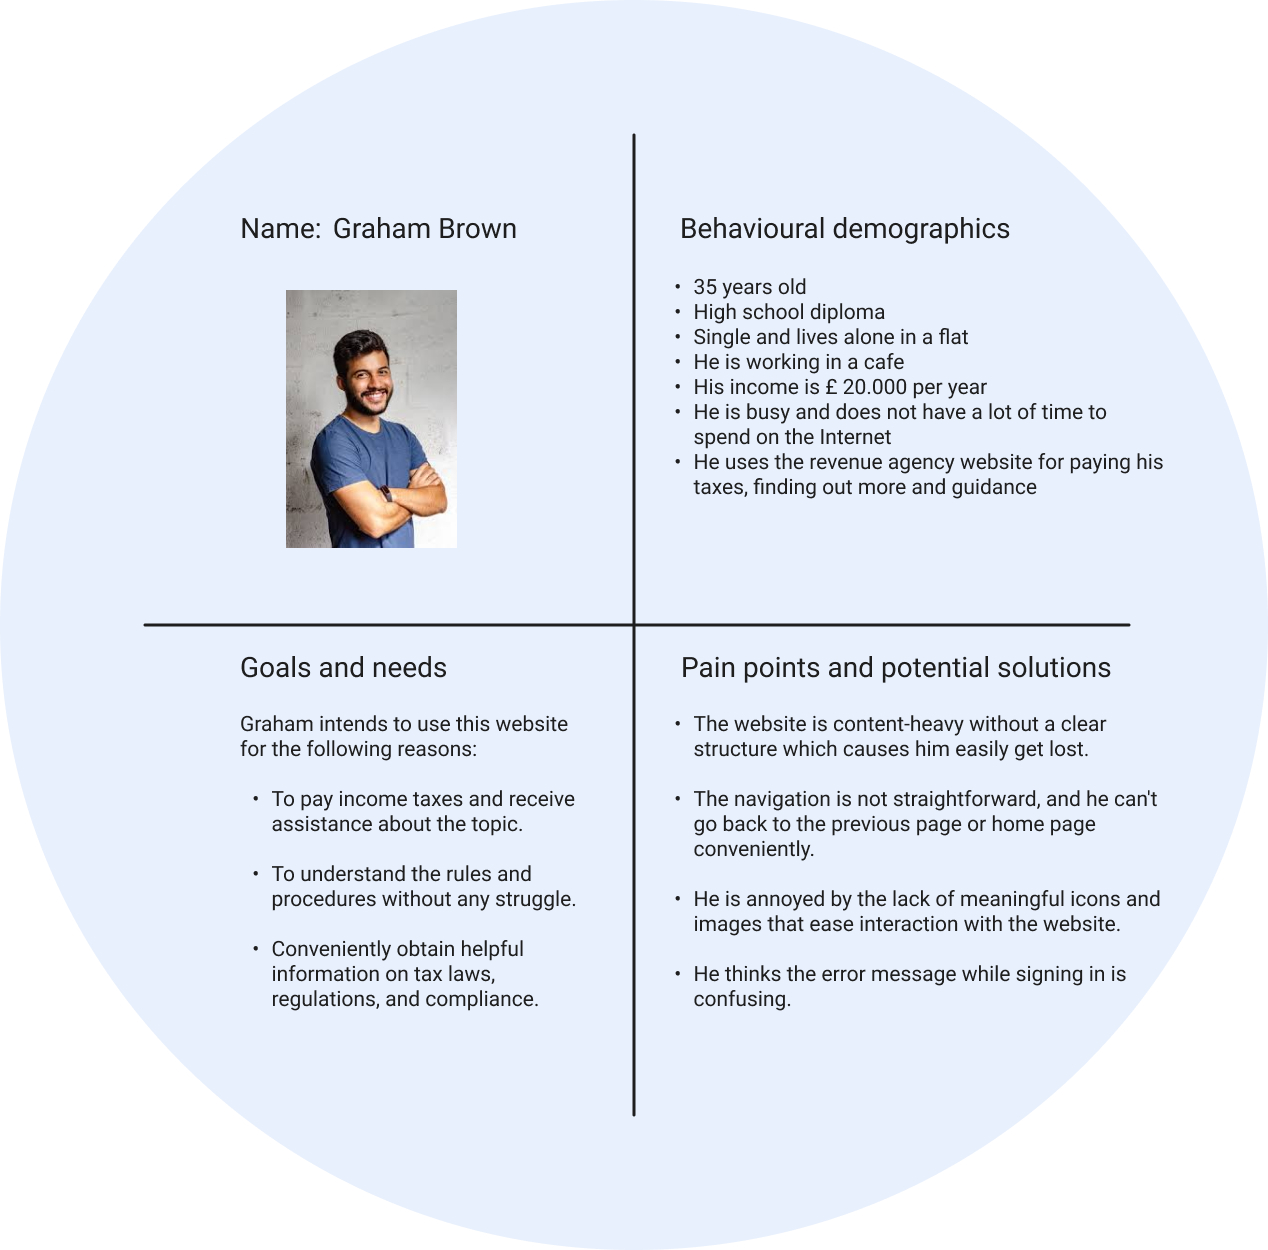 Name: Graham Brown
Behavioural demographics
• 35 years old
• High school diploma
• Single and lives alone in a flat
• He is working in a cafe
• His income is £ 20.000 per year
• He is busy and does not have a lot of time to
spend on the Internet
• He uses the revenue agency website for paying his
taxes, finding out more and guidance
Goals and needs
Graham intends to use this website
for the following reasons:
• To pay income taxes and receive
assistance about the topic.
• To understand the rules and
procedures without any struggle.
• Conveniently obtain helpful
information on tax laws,
regulations, and compliance.
Pain points and potential solutions
• The website is content-heavy without a clear
structure which causes him easily get lost.
• The navigation is not straightforward, and he can't
go back to the previous page or home page
conveniently.
• He is annoyed by the lack of meaningful icons and
images that ease interaction with the website.
• He thinks the error message while signing in is
confusing.